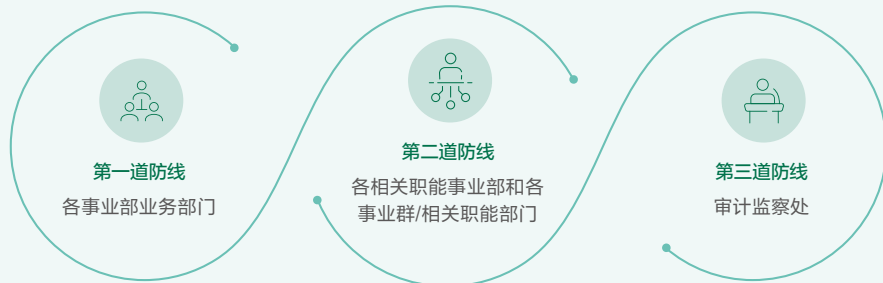 第一道防线
各事业部业务部门
第二道防线
各相关职能事业部和各
事业群/相关职能部门
第三道防线
审计监察处